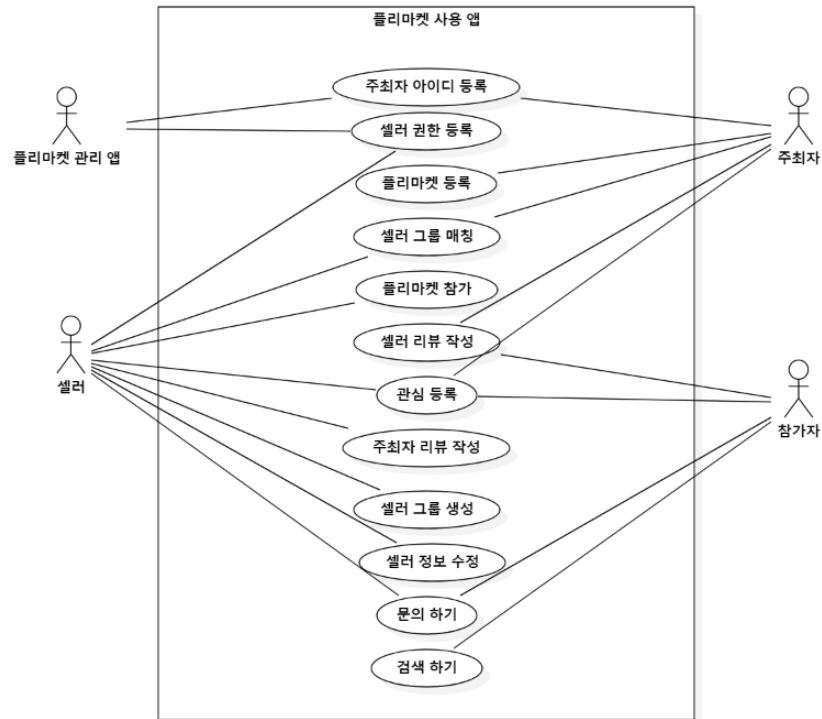 플리마켓 사용 앱
주최자 아이디 등록
셀러 권한 등록
플리마켓 관리 앱
주최자
플리마켓 등록
셀러 그룹 매칭
플리마켓 참가
셀러 리뷰 작성
셀러
관심 등록
참가자
주최자 리뷰 작성
셀러 그룹 생성
셀러 정보 수정
문의 하기
검색 하기